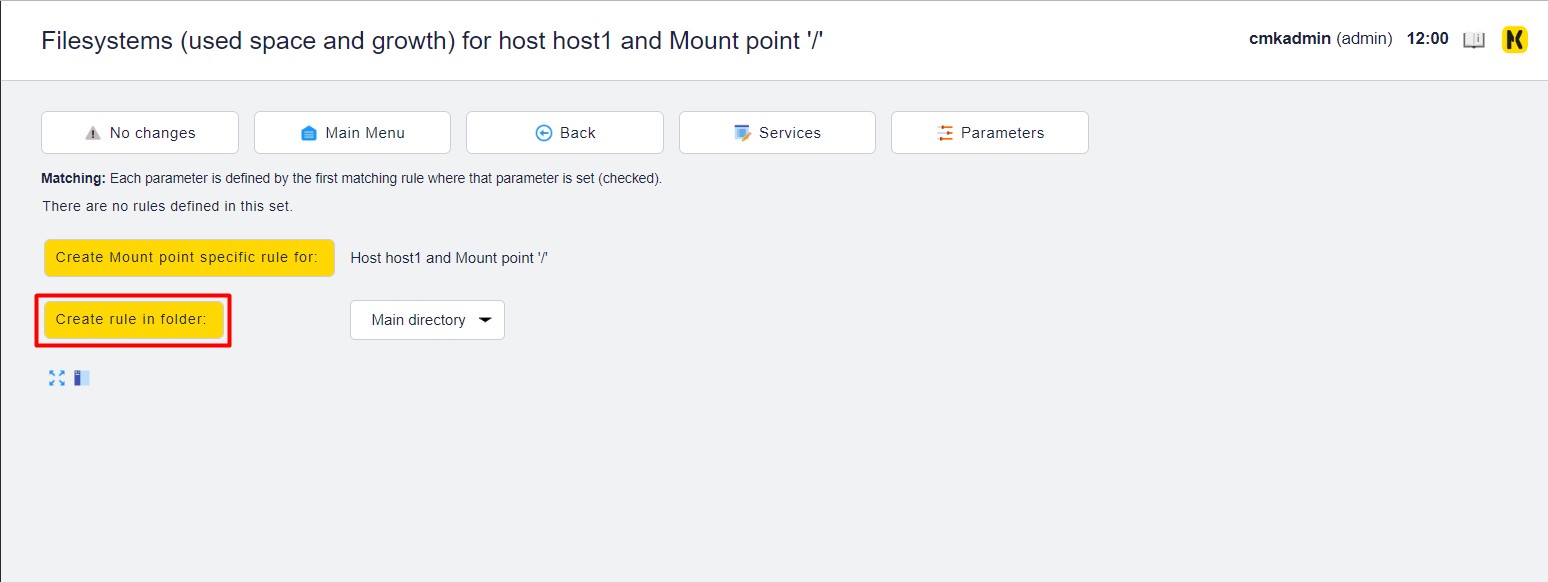 Filesystems (used space and growth) for host host1 and Mount point '/'
cmkadmin (admin) 12:00
No changes
Main Menu
Back
Services
Parameters
Matching: Each parameter is defined by the first matching rule where that parameter is set (checked).
There are no rules defined in this set.
Create Mount point specific rule for: Host host1 and Mount point '/'
Create rule in folder: Main directory